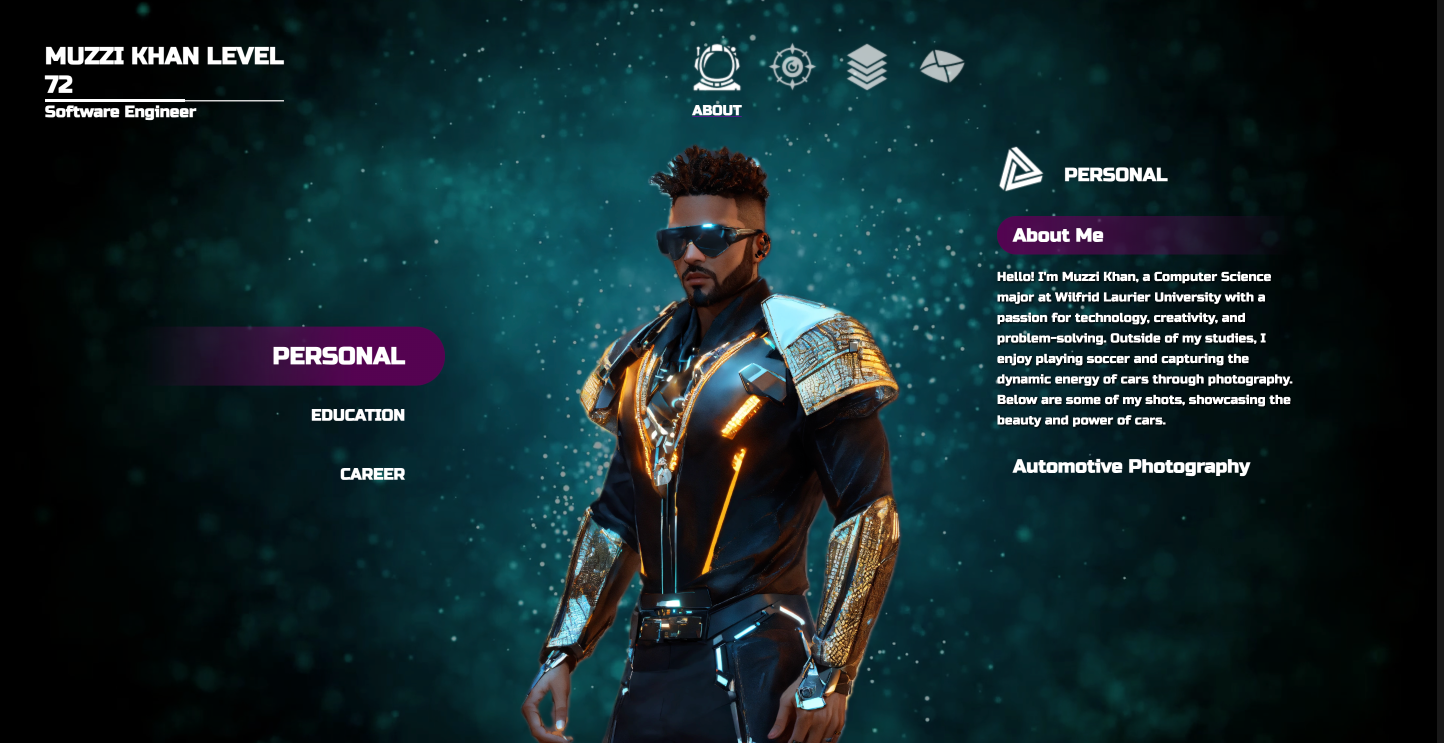 MUZZI KHAN LEVEL
72
Software Engineer
ABOUT
PERSONAL
EDUCATION
CAREER
PERSONAL
About Me
Hello! I'm Muzzi Khan, a Computer Science
major at Wilfrid Laurier University with a
passion for technology, creativity, and
problem-solving. Outside of my studies, I
enjoy playing soccer and capturing the
dynamic energy of cars through photography.
Below are some of my shots, showcasing the
beauty and power of cars.
Automotive Photography